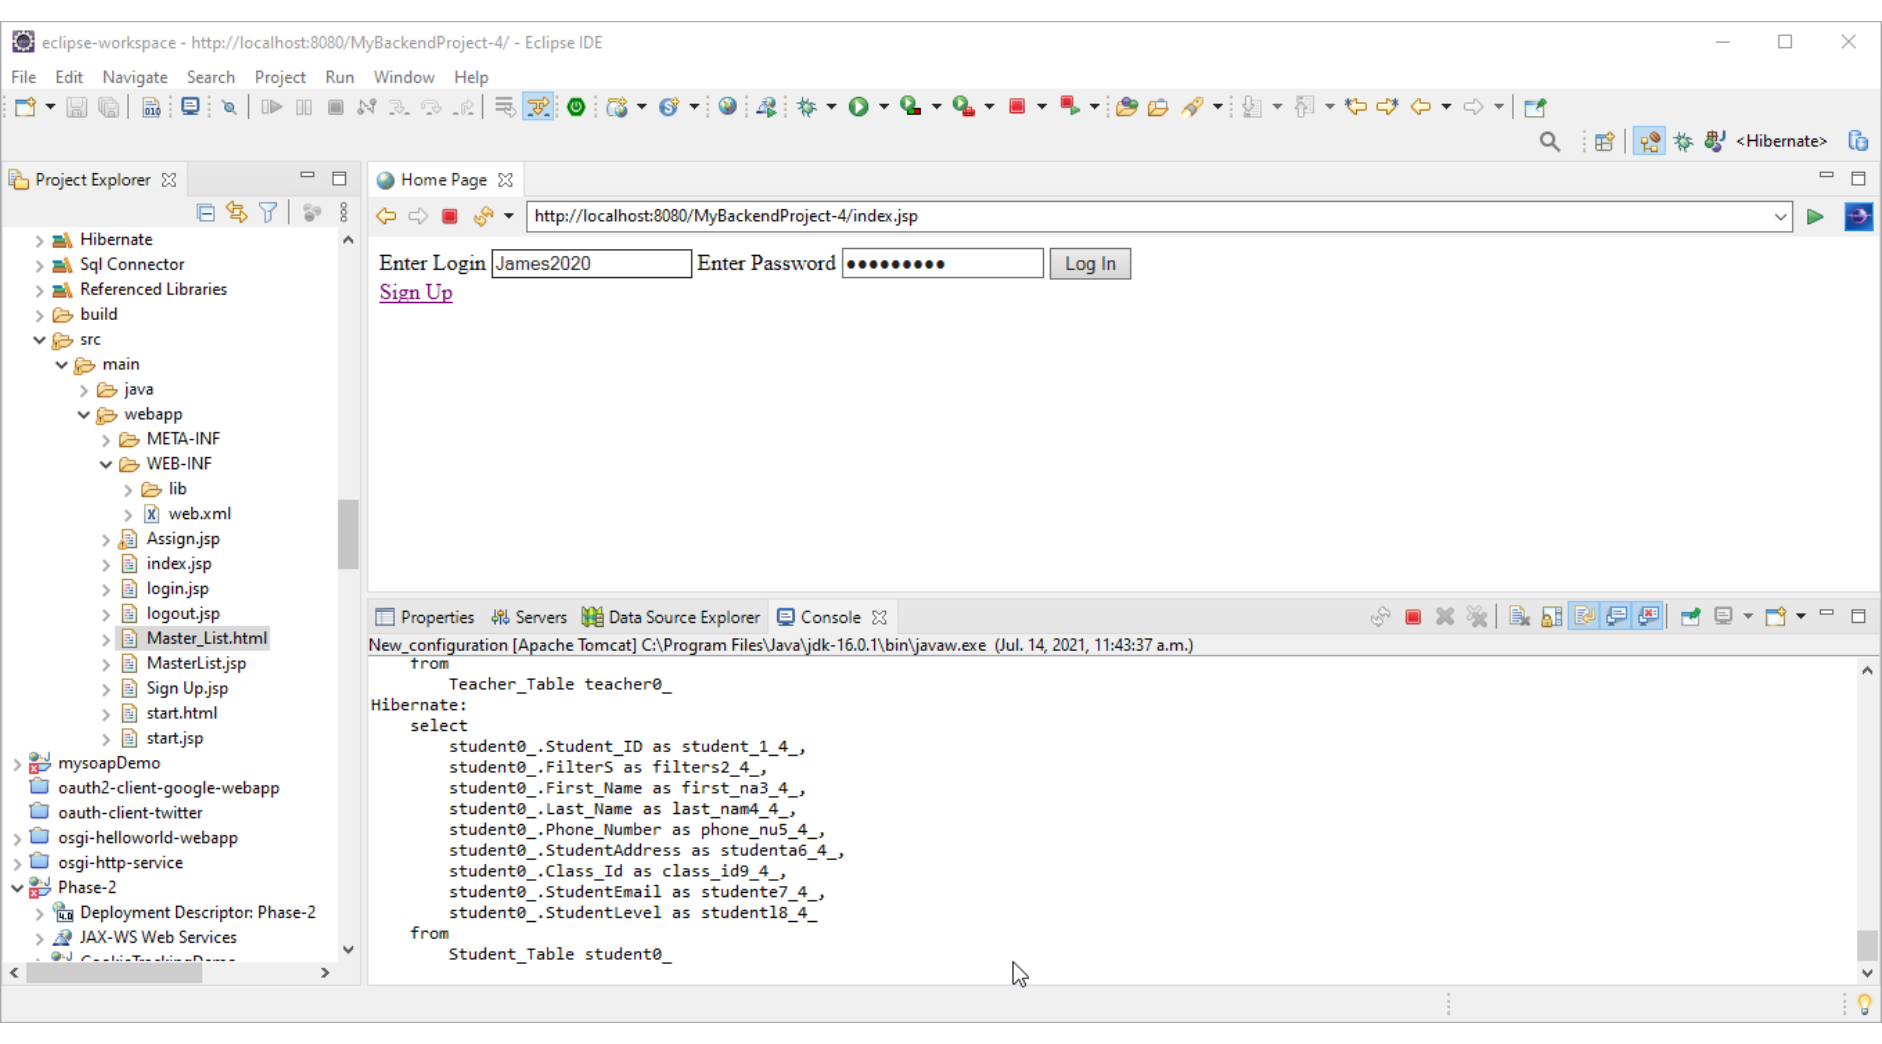 eclipse-workspace - http://localhost:8080/MyBackendProject-4/ - Eclipse IDE
File Edit Navigate Search Project Run Window Help
<Hibernate>
Project Explorer
Hibernate
Sql Connector
Referenced Libraries
build
src
main
java
webapp
META-INF
WEB-INF
lib
web.xml
Assign.jsp
index.jsp
login.jsp
logout.jsp
Master_List.html
MasterList.jsp
Sign Up.jsp
start.html
start.jsp
mysoapDemo
oauth2-client-google-webapp
oauth-client-twitter
osgi-helloworld-webapp
osgi-http-service
Phase-2
Deployment Descriptor: Phase-2
JAX-WS Web Services
Home Page
http://localhost:8080/MyBackendProject-4/index.jsp
Enter Login James2020 Enter Password ••••••••• Log In
Sign Up
Properties Servers Data Source Explorer Console
New_configuration [Apache Tomcat] C:\Program Files\Java\jdk-16.0.1\bin\javaw.exe (Jul. 14, 2021, 11:43:37 a.m.)
from
Teacher_Table teacher0_
Hibernate:
select
student0_.Student_ID as student_1_4_,
student0_.FilterS as filters2_4_,
student0_.First_Name as first_na3_4_,
student0_.Last_Name as last_nam4_4_,
student0_.Phone_Number as phone_nu5_4_,
student0_.StudentAddress as studenta6_4_,
student0_.Class_Id as class_id9_4_,
student0_.StudentEmail as studente7_4_,
student0_.StudentLevel as studentl8_4_
from
Student_Table student0_